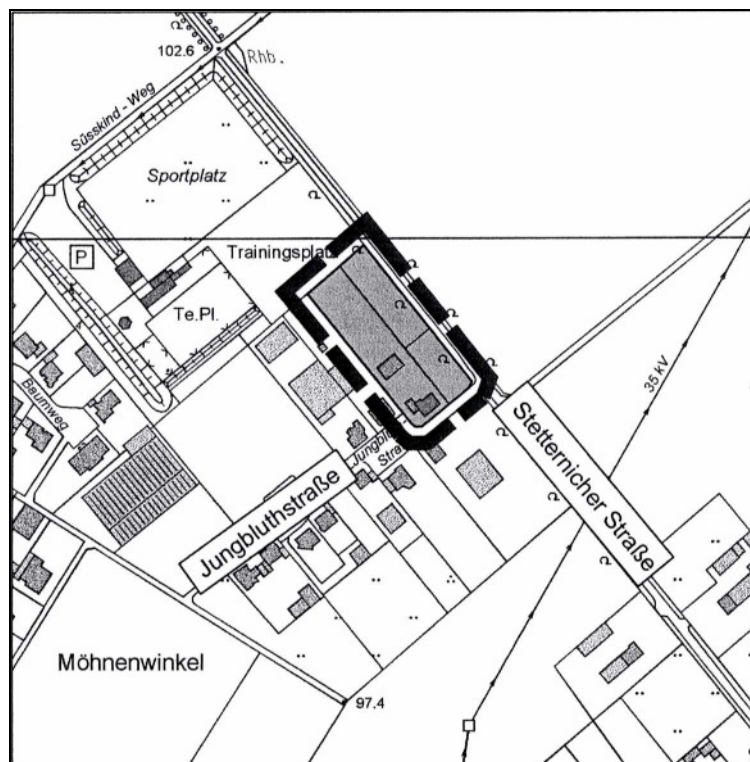 102.6
Rhb.
Süsskind - Weg
Sportplatz
Trainingsplatz
P
Te.Pl.
35 kV
Baumweg
Stetternicher Straße
Jungbluthstraße
Möhnenwinkel
97.4